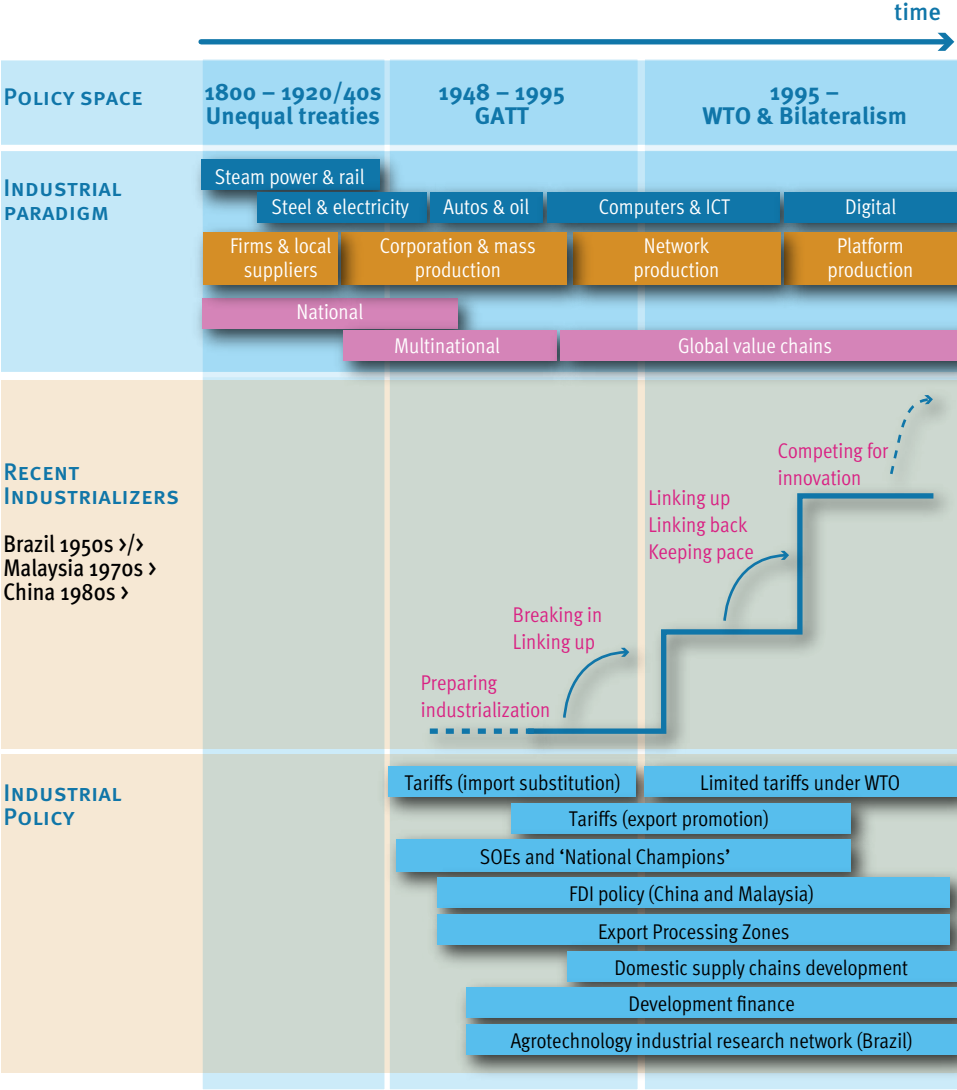 time
POLICY SPACE
1800 – 1920/40s
Unequal treaties
1948 – 1995
GATT
1995 –
WTO & Bilateralism
INDUSTRIAL
PARADIGM
Steam power & rail
Steel & electricity
Autos & oil
Computers & ICT
Digital
Firms & local
suppliers
Corporation & mass
production
Network
production
Platform
production
National
Multinational
Global value chains
RECENT
INDUSTRIALIZERS
Brazil 1950s >/>
Malaysia 1970s >
China 1980s >
Competing for
innovation
Linking up
Linking back
Keeping pace
Breaking in
Linking up
Preparing
industrialization
INDUSTRIAL
POLICY
Tariffs (import substitution)
Limited tariffs under WTO
Tariffs (export promotion)
SOEs and ‘National Champions’
FDI policy (China and Malaysia)
Export Processing Zones
Domestic supply chains development
Development finance
Agrotechnology industrial research network (Brazil)